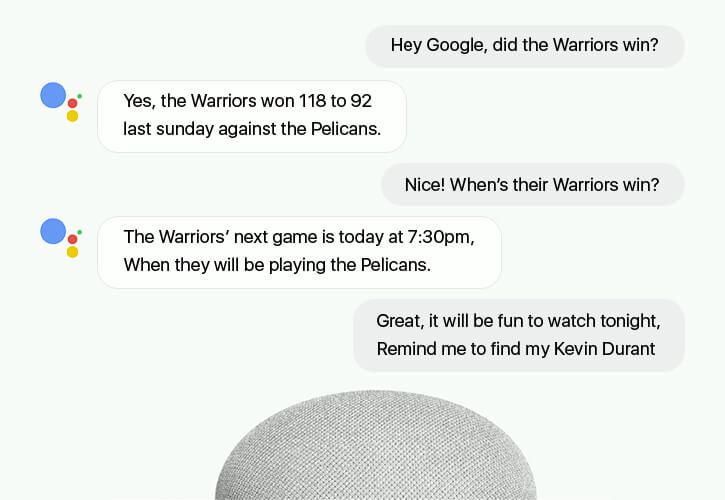 Hey Google, did the Warriors win?
Yes, the Warriors won 118 to 92
last sunday against the Pelicans.
Nice! When’s their Warriors win?
The Warriors’ next game is today at 7:30pm,
When they will be playing the Pelicans.
Great, it will be fun to watch tonight,
Remind me to find my Kevin Durant